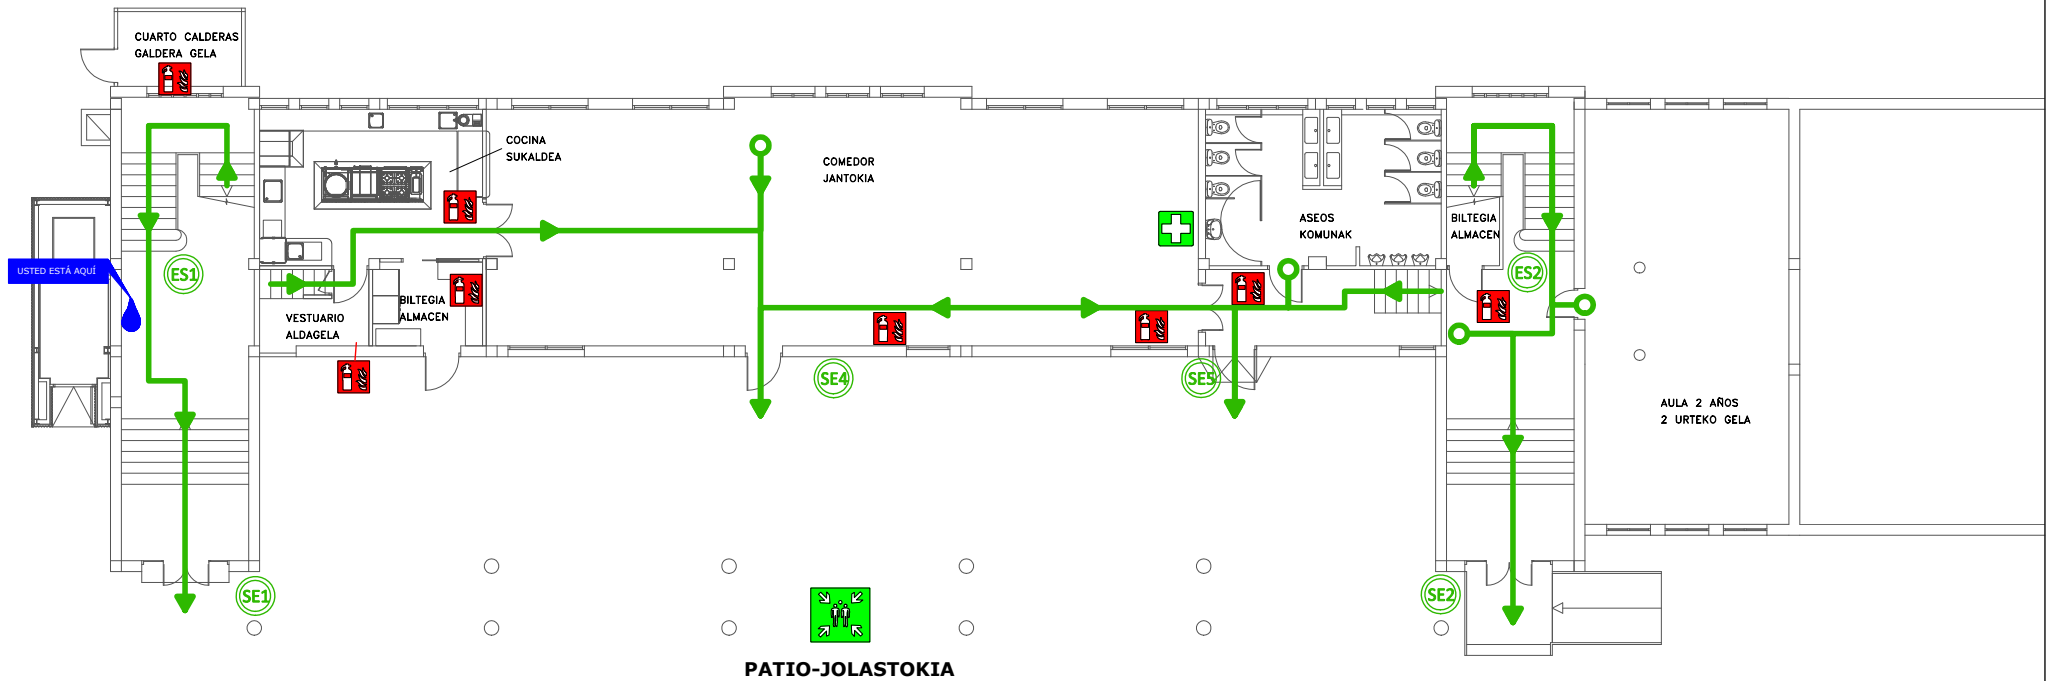 CUARTO CALDERAS
GALDERA GELA
COCINA
SUKALDEA
COMEDOR
JANTOKIA
ASEOS
KOMUNAK
BILTEGIA
ALMACEN
USTED ESTÁ AQUÍ
ES1
ES2
BILTEGIA
ALMACEN
VESTUARIO
ALDAGELA
SE4
SE5
AULA 2 AÑOS
2 URTEKO GELA
SE1
SE2
PATIO-JOLASTOKIA